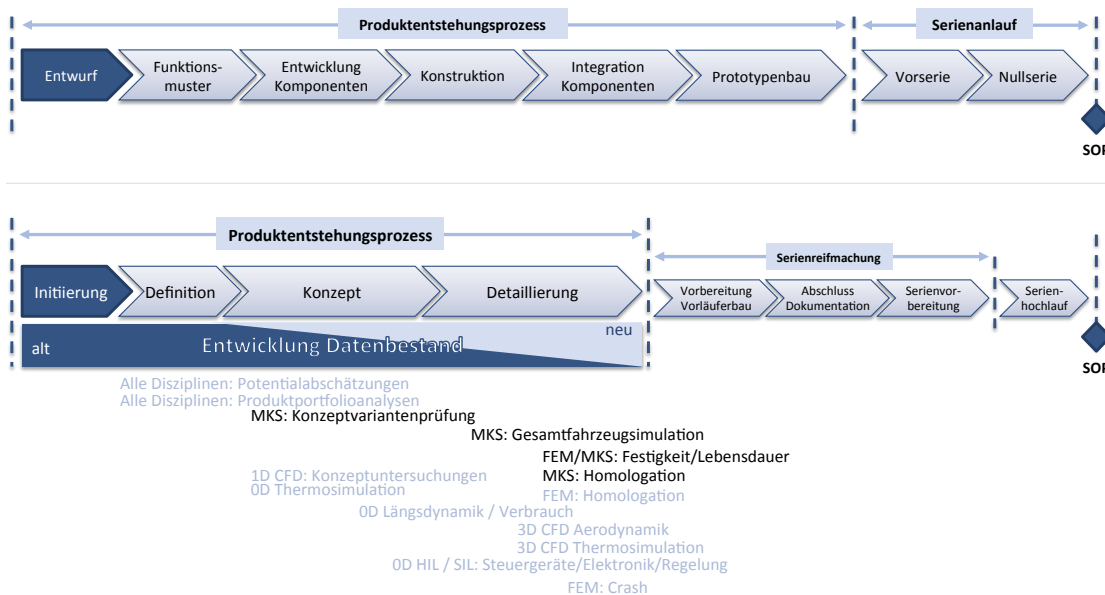 Produktentstehungsprozess
Serienanlauf
Entwurf
Funktions-
muster
Entwicklung
Komponenten
Konstruktion
Integration
Komponenten
Prototypenbau
Vorserie
Nullserie
SOP
Produktentstehungsprozess
Serienreifmachung
Initiierung
Definition
Konzept
Detaillierung
Vorbereitung
Vorläuferbau
Abschluss
Dokumentation
Serienvor-
bereitung
Serien-
hochlauf
neu
alt
Entwicklung Datenbestand
SOP
Alle Disziplinen: Potentialabschätzungen
Alle Disziplinen: Produktportfolioanalysen
MKS: Konzeptvariantenprüfung
MKS: Gesamtfahrzeugsimulation
FEM/MKS: Festigkeit/Lebensdauer
1D CFD: Konzeptuntersuchungen
MKS: Homologation
0D Thermosimulation
FEM: Homologation
0D Längsdynamik / Verbrauch
3D CFD Aerodynamik
3D CFD Thermosimulation
0D HIL / SIL: Steuergeräte/Elektronik/Regelung
FEM: Crash